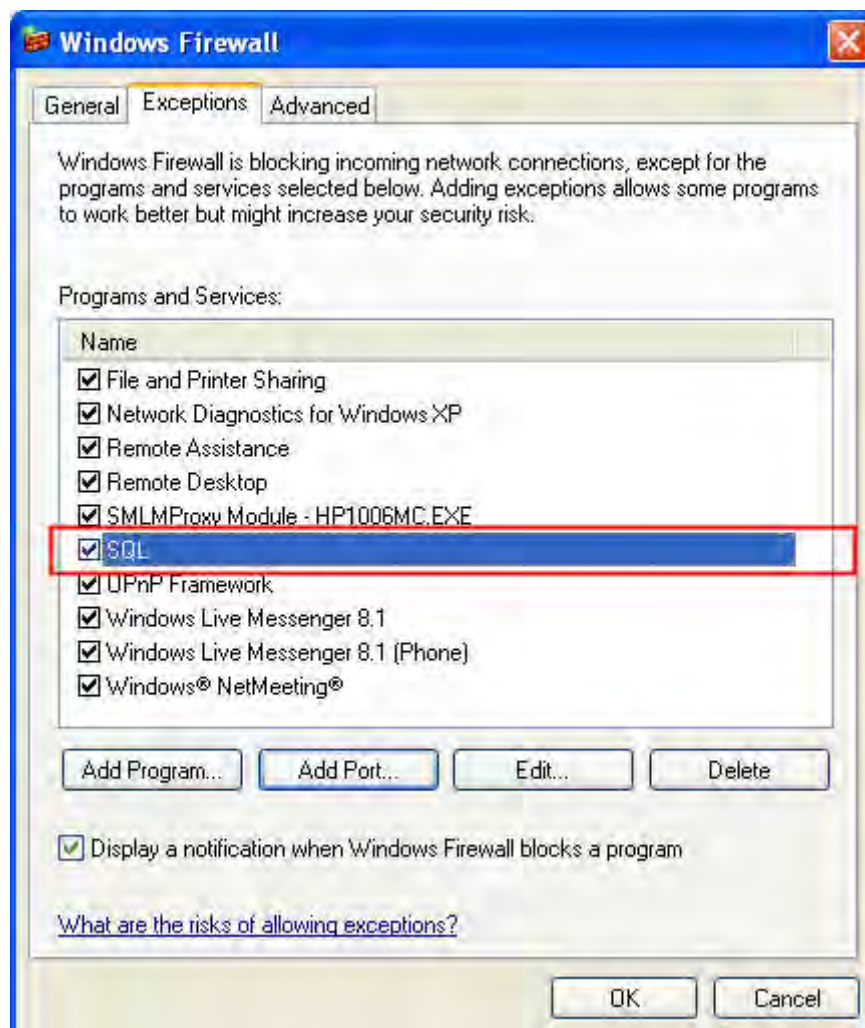 Windows Firewall
General Exceptions Advanced
Windows Firewall is blocking incoming network connections, except for the
programs and services selected below. Adding exceptions allows some programs
to work better but might increase your security risk.
Programs and Services:
Name
File and Printer Sharing
Network Diagnostics for Windows XP
Remote Assistance
Remote Desktop
SMLMProxy Module - HP1006MC.EXE
SQL
UPnP Framework
Windows Live Messenger 8.1
Windows Live Messenger 8.1 (Phone)
Windows® NetMeeting®
Add Program... Add Port... Edit... Delete
Display a notification when Windows Firewall blocks a program
What are the risks of allowing exceptions?
OK Cancel